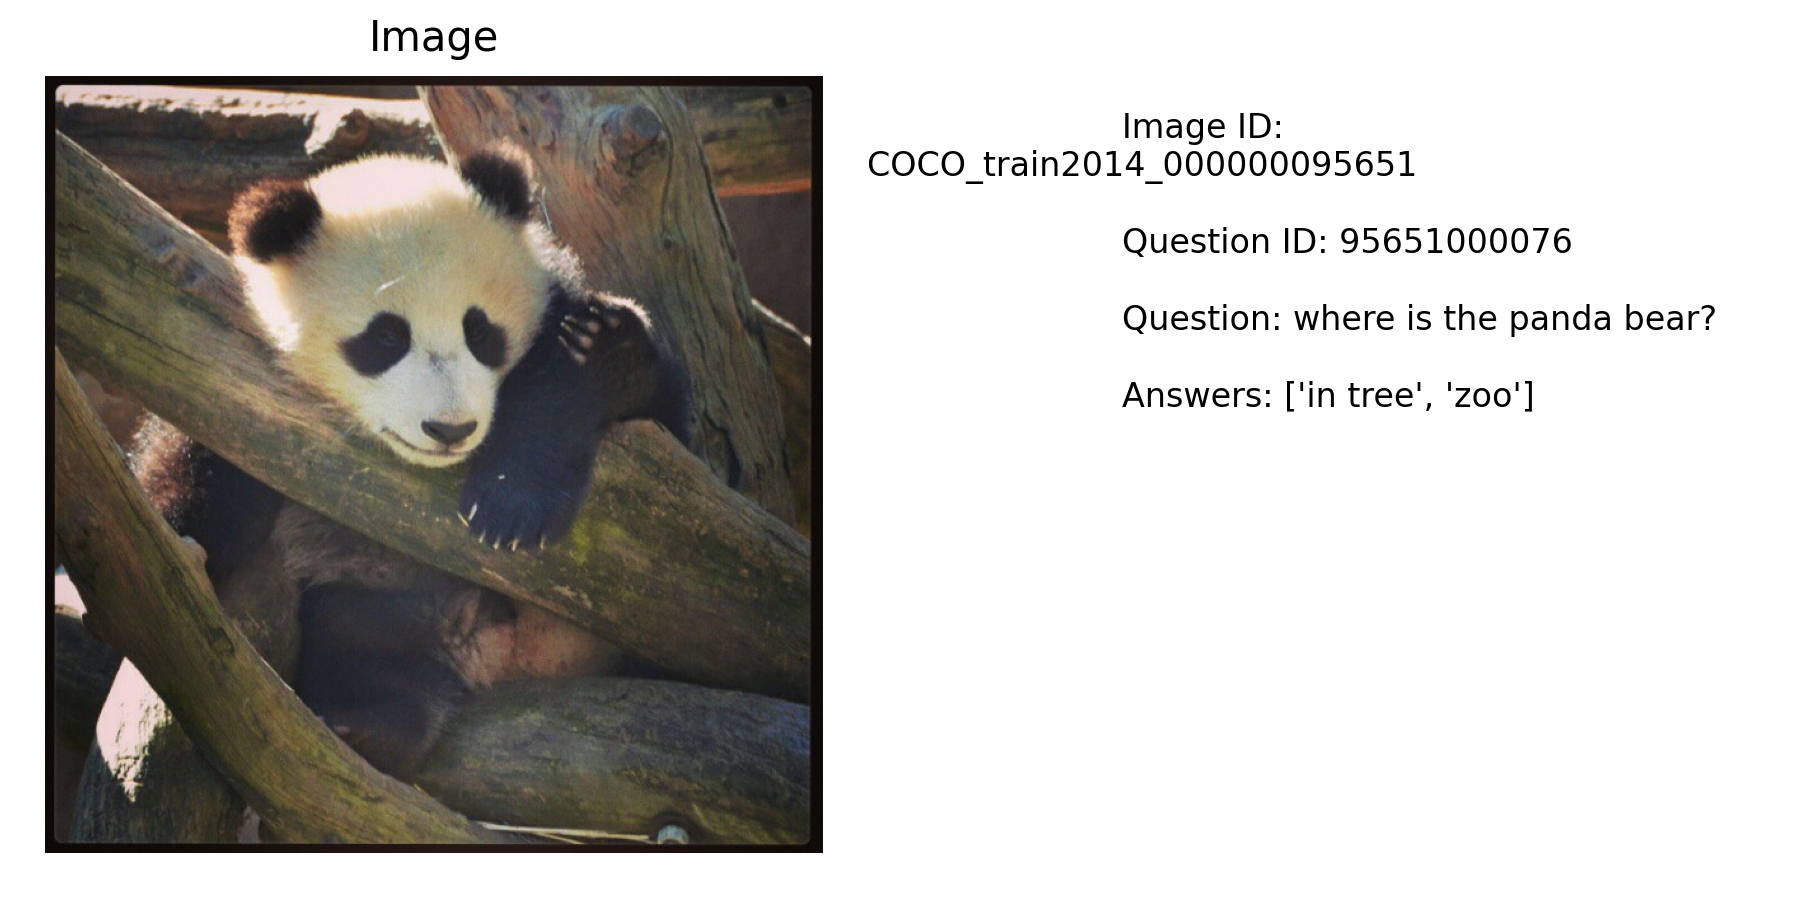 Image
Image ID:
COCO_train2014_000000095651
Question ID: 95651000076
Question: where is the panda bear?
Answers: ['in tree', 'zoo']